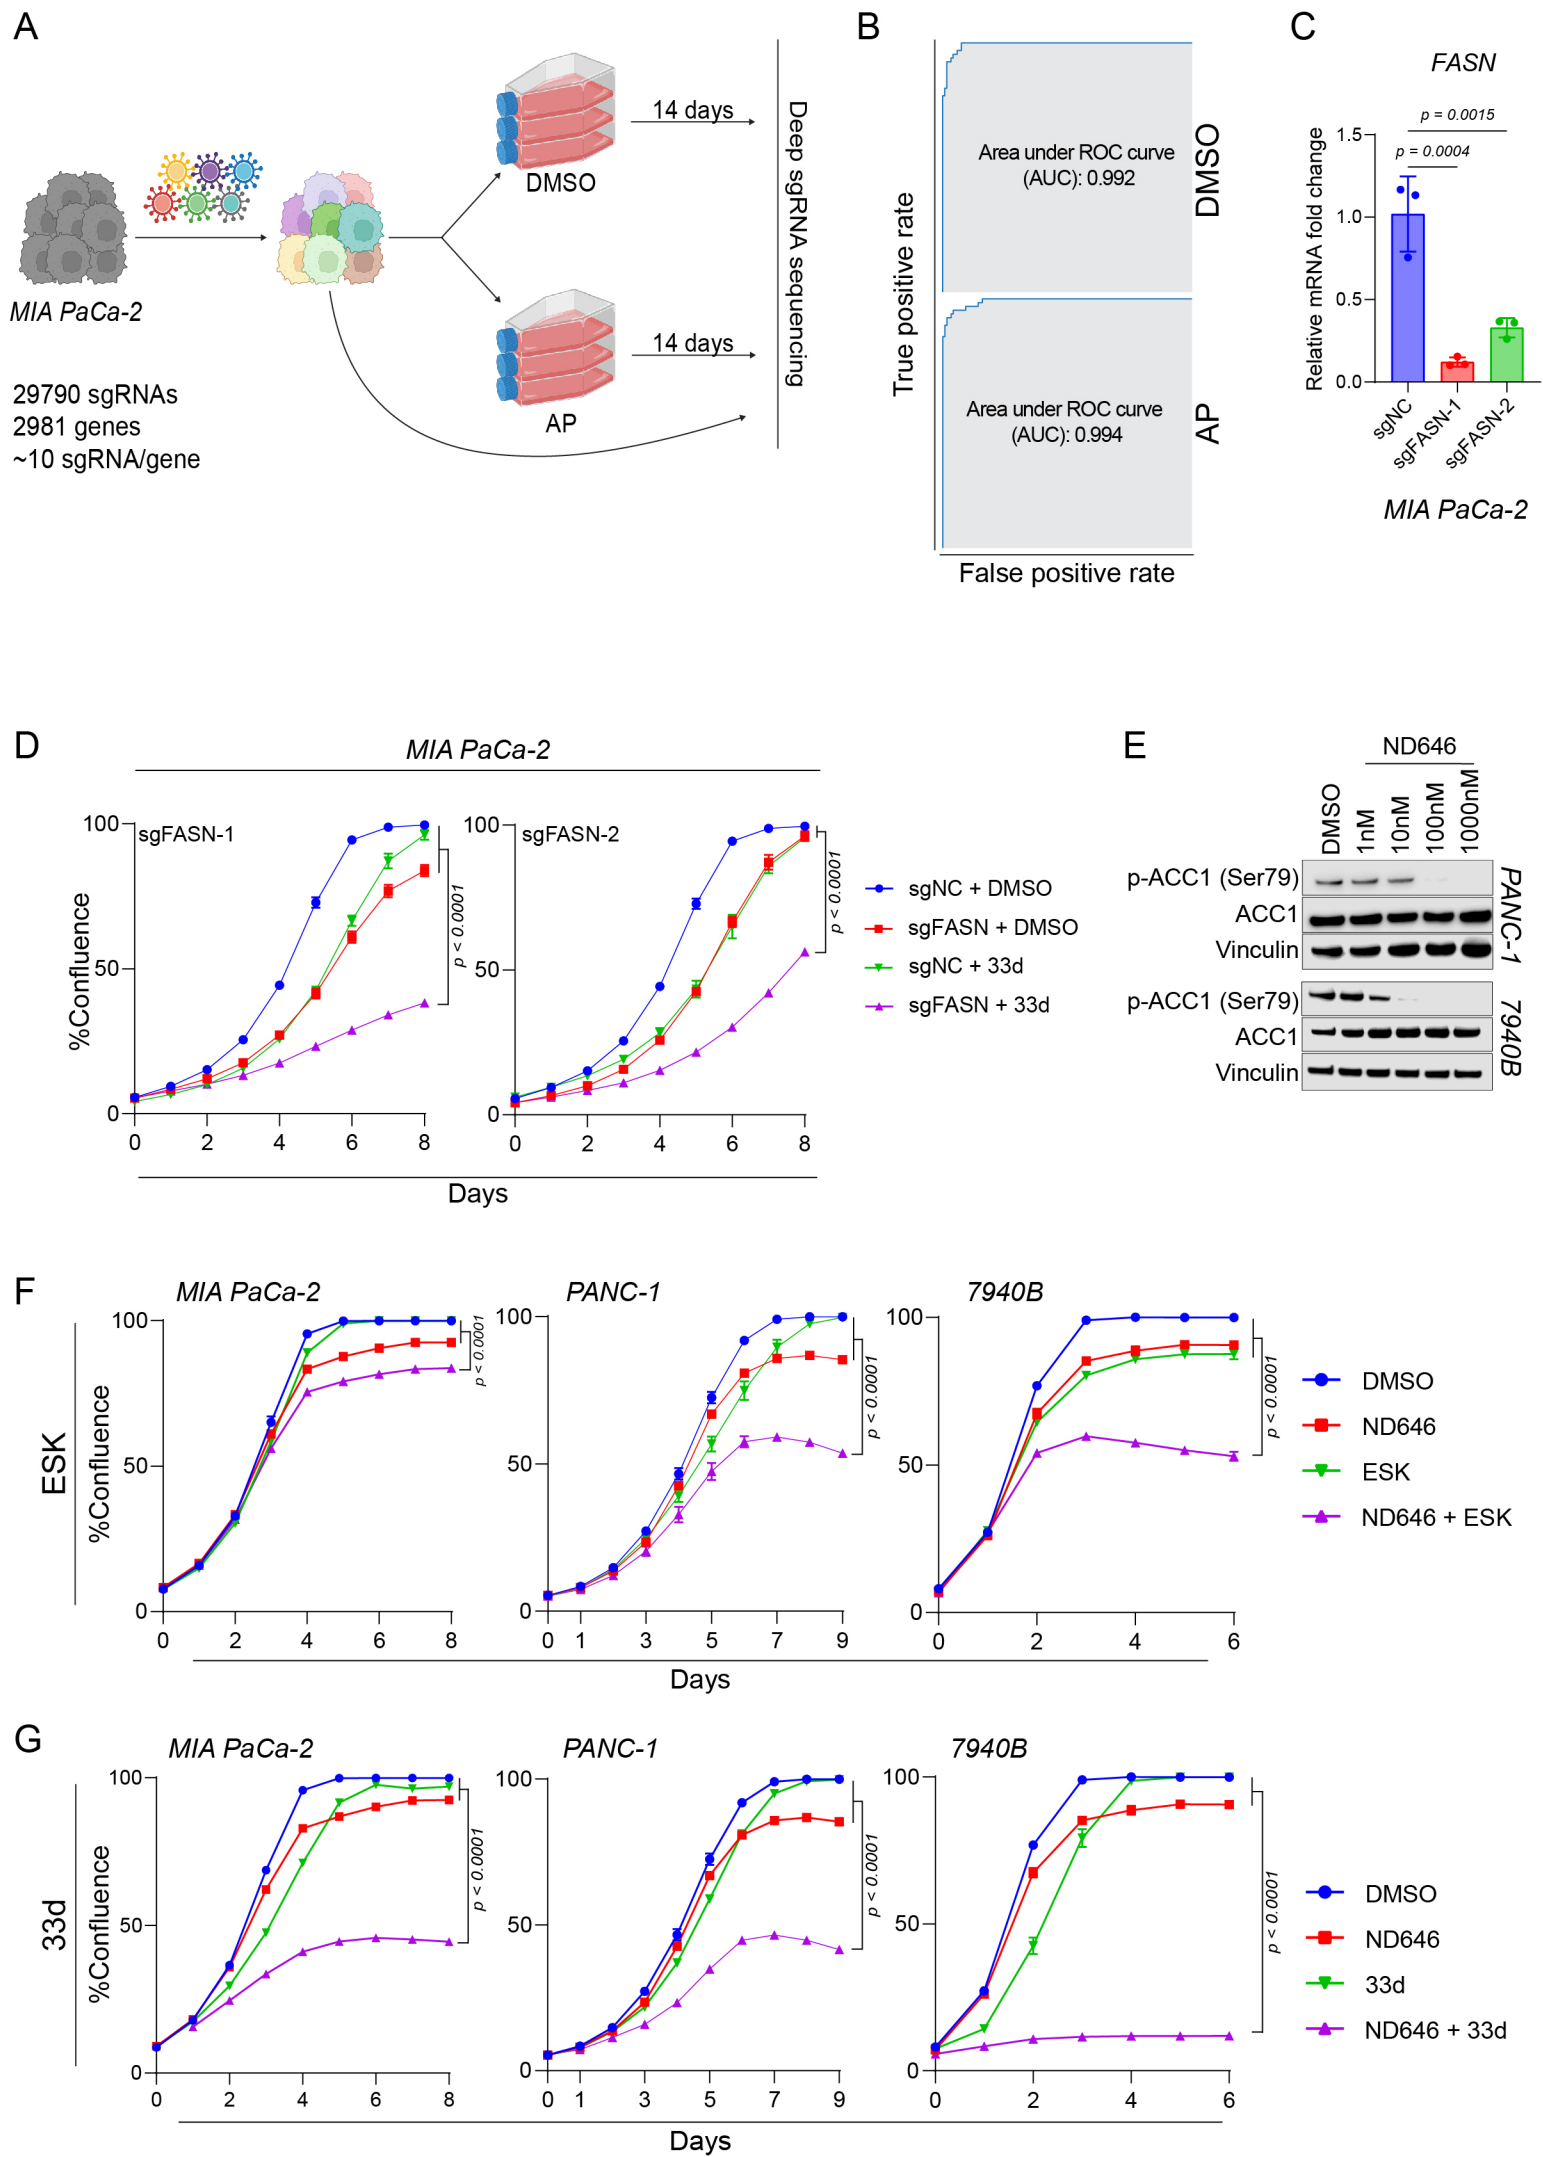 A
MIA PaCa-2
29790 sgRNAs
2981 genes
~10 sgRNA/gene
DMSO
14 days
AP
14 days
Deep sgRNA sequencing
B
True positive rate
Area under ROC curve
(AUC): 0.992
DMSO
Area under ROC curve
(AUC): 0.994
AP
False positive rate
C
FASN
p = 0.0015
p = 0.0004
Relative mRNA fold change
1.5
1.0
0.5
0.0
sgNC
sgFASN-1
sgFASN-2
MIA PaCa-2
D
MIA PaCa-2
%Confluence
sgFASN-1
100
50
0
0 2 4 6 8
p < 0.0001
sgFASN-2
100
50
0
0 2 4 6 8
p < 0.0001
Days
sgNC + DMSO
sgFASN + DMSO
sgNC + 33d
sgFASN + 33d
E
ND646
DMSO
1nM
10nM
100nM
1000nM
p-ACC1 (Ser79)
ACC1
Vinculin
PANC-1
p-ACC1 (Ser79)
ACC1
Vinculin
7940B
F
ESK
%Confluence
MIA PaCa-2
100
50
0
0 2 4 6 8
p < 0.0001
PANC-1
100
50
0
0 1 3 5 7 9
p < 0.0001
7940B
100
50
0
0 2 4 6
p < 0.0001
Days
DMSO
ND646
ESK
ND646 + ESK
G
33d
%Confluence
MIA PaCa-2
100
50
0
0 2 4 6 8
p < 0.0001
PANC-1
100
50
0
0 1 3 5 7 9
p < 0.0001
7940B
100
50
0
0 2 4 6
p < 0.0001
Days
DMSO
ND646
33d
ND646 + 33d